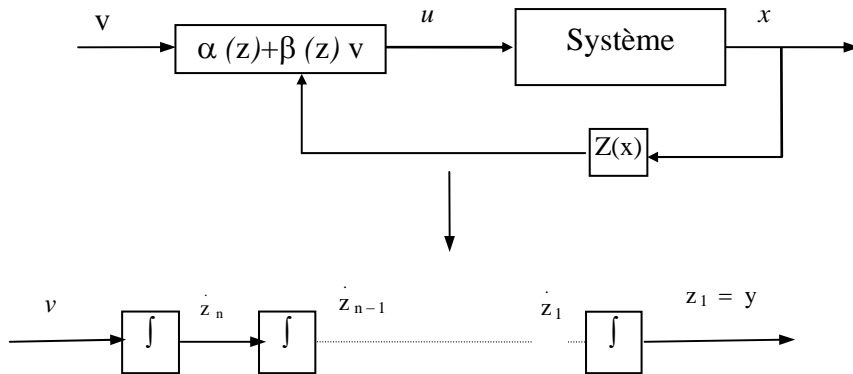 v
α (z)+β (z) v
u
Système
x
Z(x)
v
∫
ż n
∫
ż n−1
ż 1
∫
z 1 = y